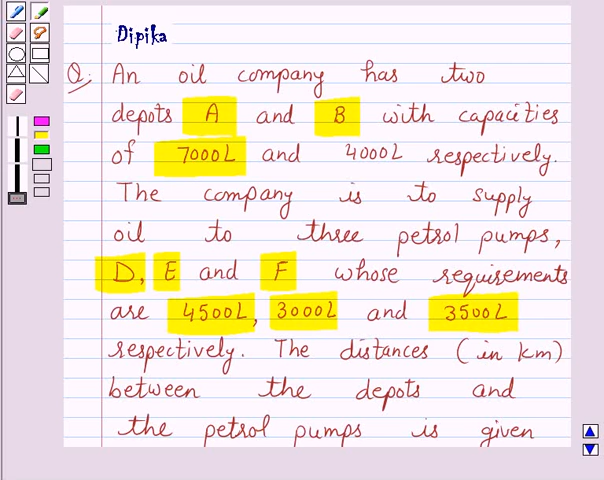 Dipika
Q. An oil company has two
depots A and B with capacities
of 7000L and 4000L respectively.
The company is to supply
oil to three petrol pumps,
D, E and F whose requirements
are 4500L, 3000L and 3500L
respectively. The distances (in km)
between the depots and
the petrol pumps is given